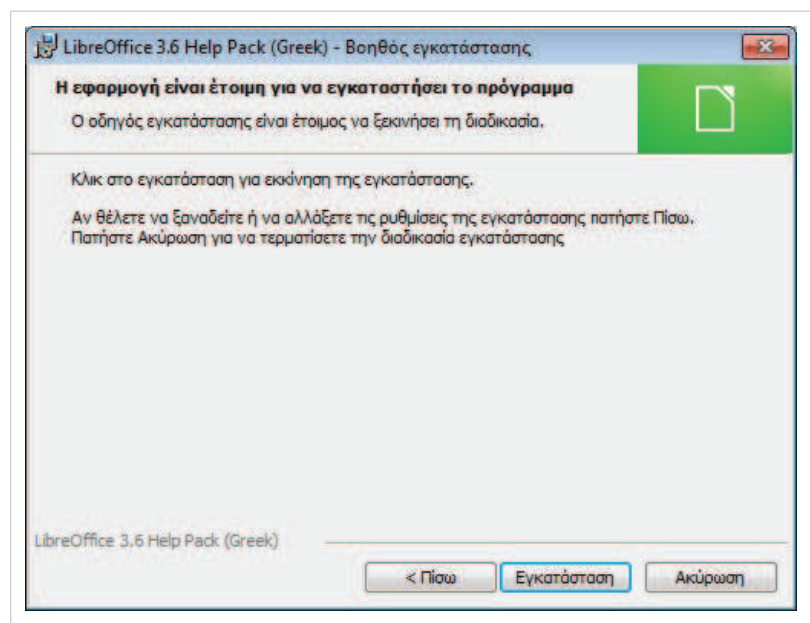 LibreOffice 3.6 Help Pack (Greek) - Βοηθός εγκατάστασης
Η εφαρμογή είναι έτοιμη για να εγκαταστήσει το πρόγραμμα
Ο οδηγός εγκατάστασης είναι έτοιμος να ξεκινήσει τη διαδικασία.
Κλικ στο εγκατάσταση για εκκίνηση της εγκατάστασης.
Αν θέλετε να ξαναδείτε ή να αλλάξετε τις ρυθμίσεις της εγκατάστασης πατήστε Πίσω.
Πατήστε Ακύρωση για να τερματίσετε την διαδικασία εγκατάστασης
LibreOffice 3.6 Help Pack (Greek)
< Πίσω Εγκατάσταση Ακύρωση